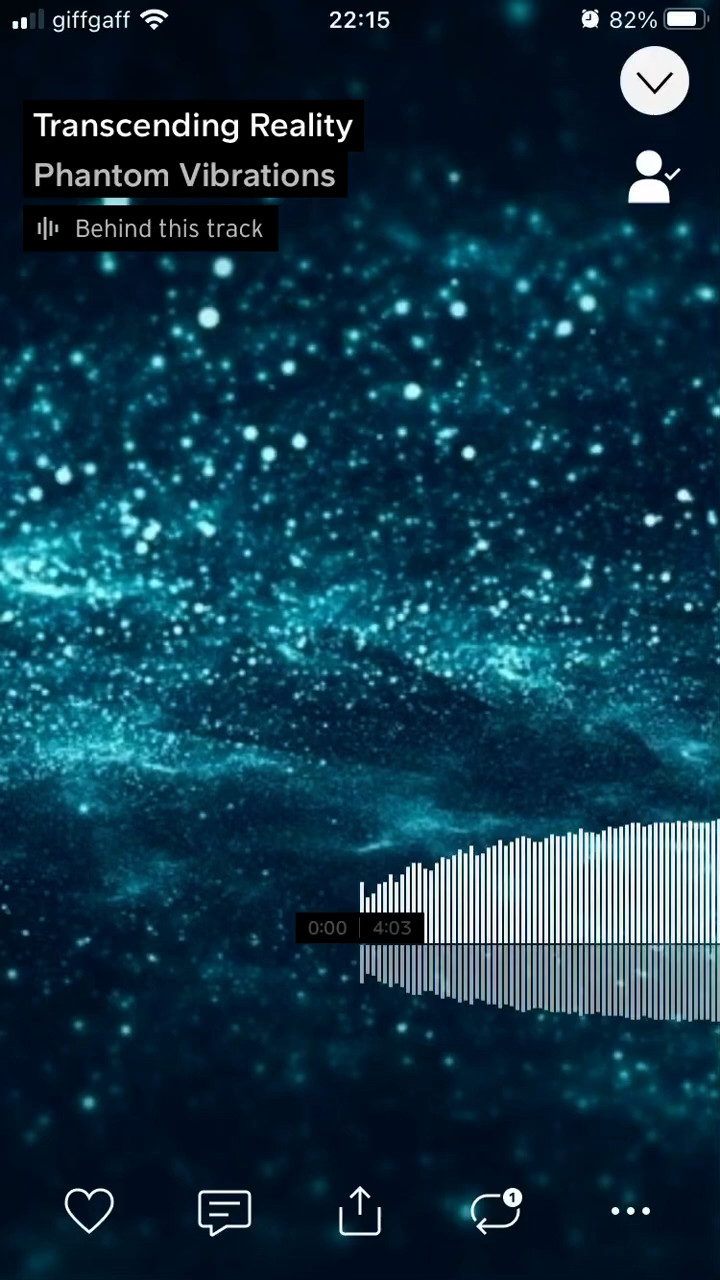 giffgaff 22:15 82%
Transcending Reality
Phantom Vibrations
Behind this track
0:00 4:03
1